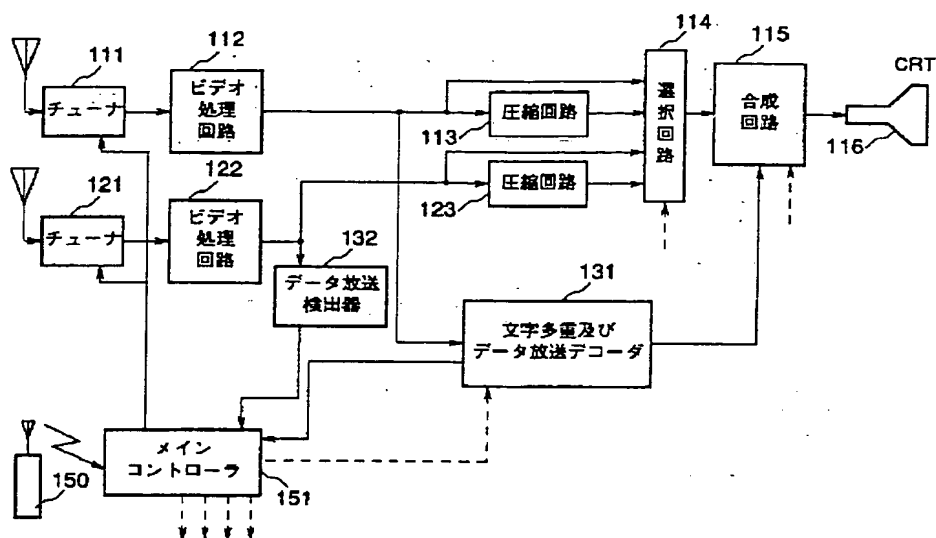 111
チューナ
112
ビデオ
処理
回路
113
圧縮回路
114
選択回路
115
合成
回路
CRT
116
121
チューナ
122
ビデオ
処理
回路
123
圧縮回路
132
データ放送
検出器
131
文字多重及び
データ放送デコーダ
150
メイン
コントローラ
151